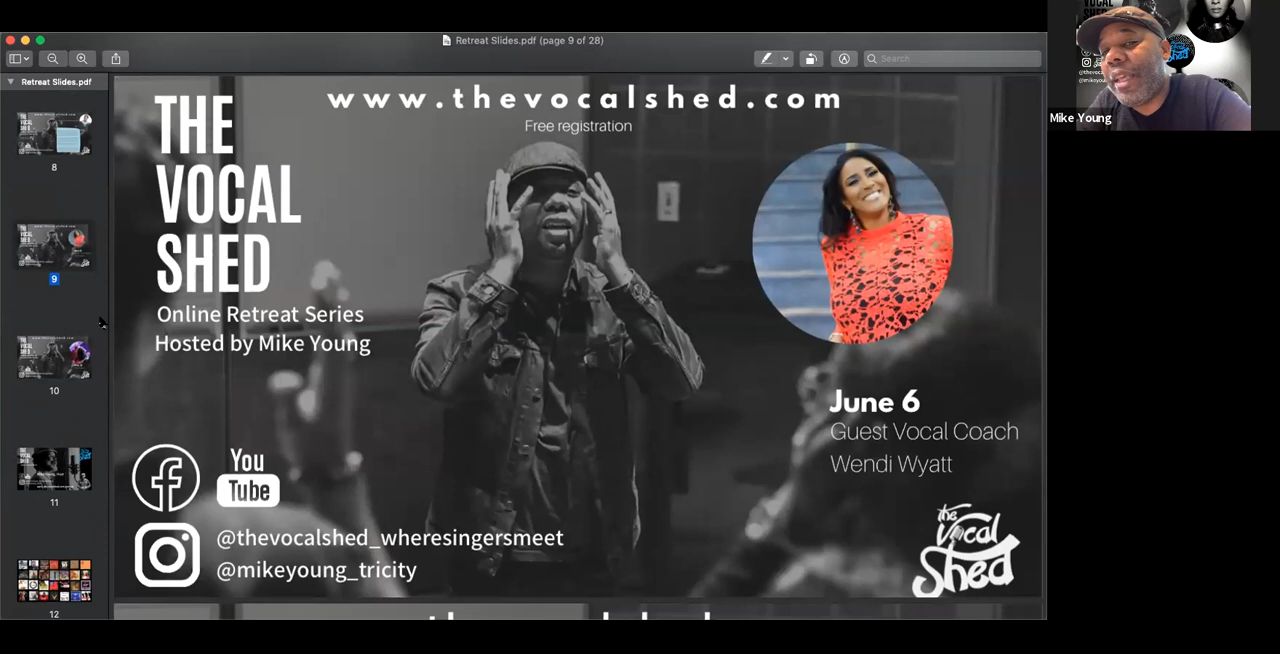 Retreat Slides.pdf (page 9 of 28)
Search
Retreat Slides.pdf
8
9
10
11
12
www.thevocalshed.com
Free registration
THE
VOCAL
SHED
Online Retreat Series
Hosted by Mike Young
June 6
Guest Vocal Coach
Wendi Wyatt
You
Tube
@thevocalshed_wheresingersmeet
@mikeyoung_tricity
the
Vocal
Shed
Mike Young